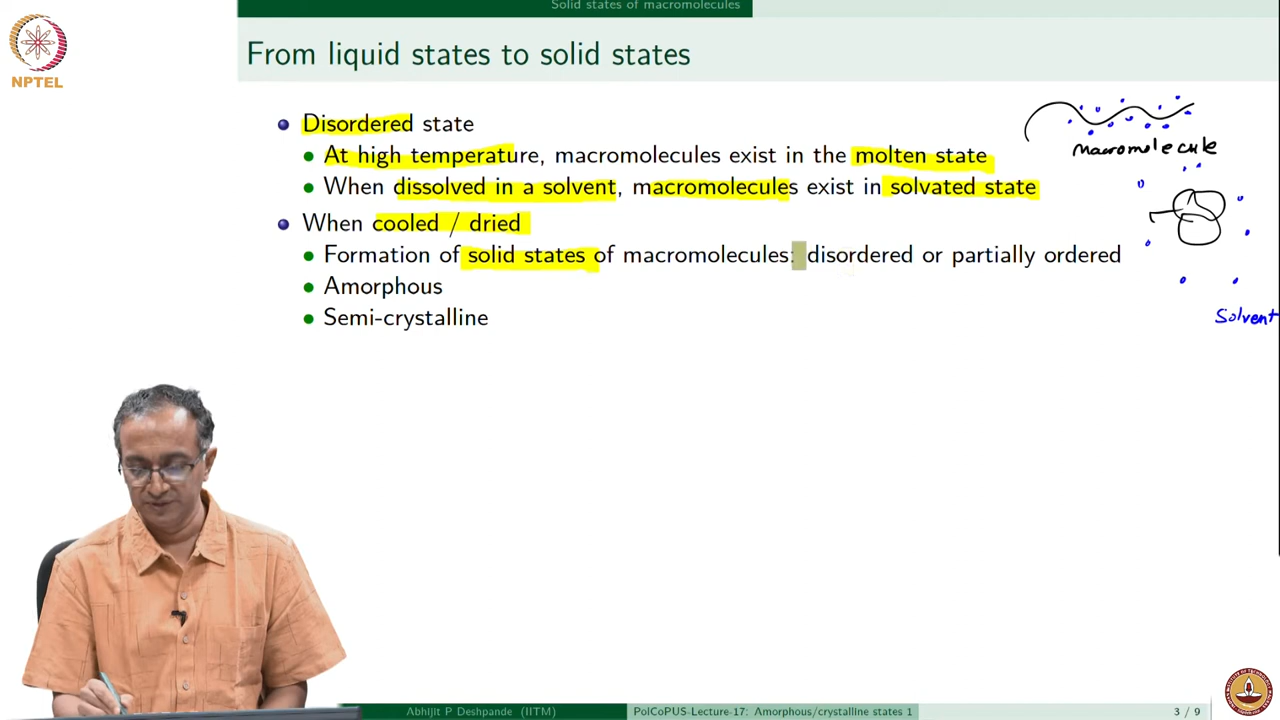 Solid states of macromolecules
NPTEL
From liquid states to solid states
Disordered state
At high temperature, macromolecules exist in the molten state
When dissolved in a solvent, macromolecules exist in solvated state
When cooled / dried
Formation of solid states of macromolecules: disordered or partially ordered
Amorphous
Semi-crystalline
macromolecule
Solvent
Abhijit P Deshpande (IITM)
PolCoPUS-Lecture-17: Amorphous/crystalline states 1
3 / 9